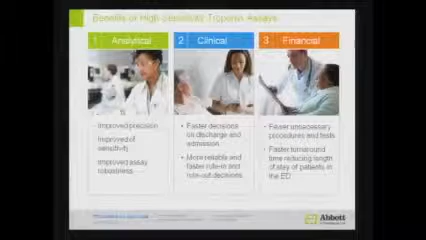 Benefits of High Sensitivity Troponin Assays
1 Analytical
2 Clinical
3 Financial
- Improved precision
- Improved of
sensitivity
- Improved assay
robustness
• Faster decisions
on discharge and
admission
• More reliable and
faster rule-in and
rule-out decisions
• Fewer unnecessary
procedures and tests
• Faster turnaround
time reducing length
of stay of patients in
the ED
Abbott